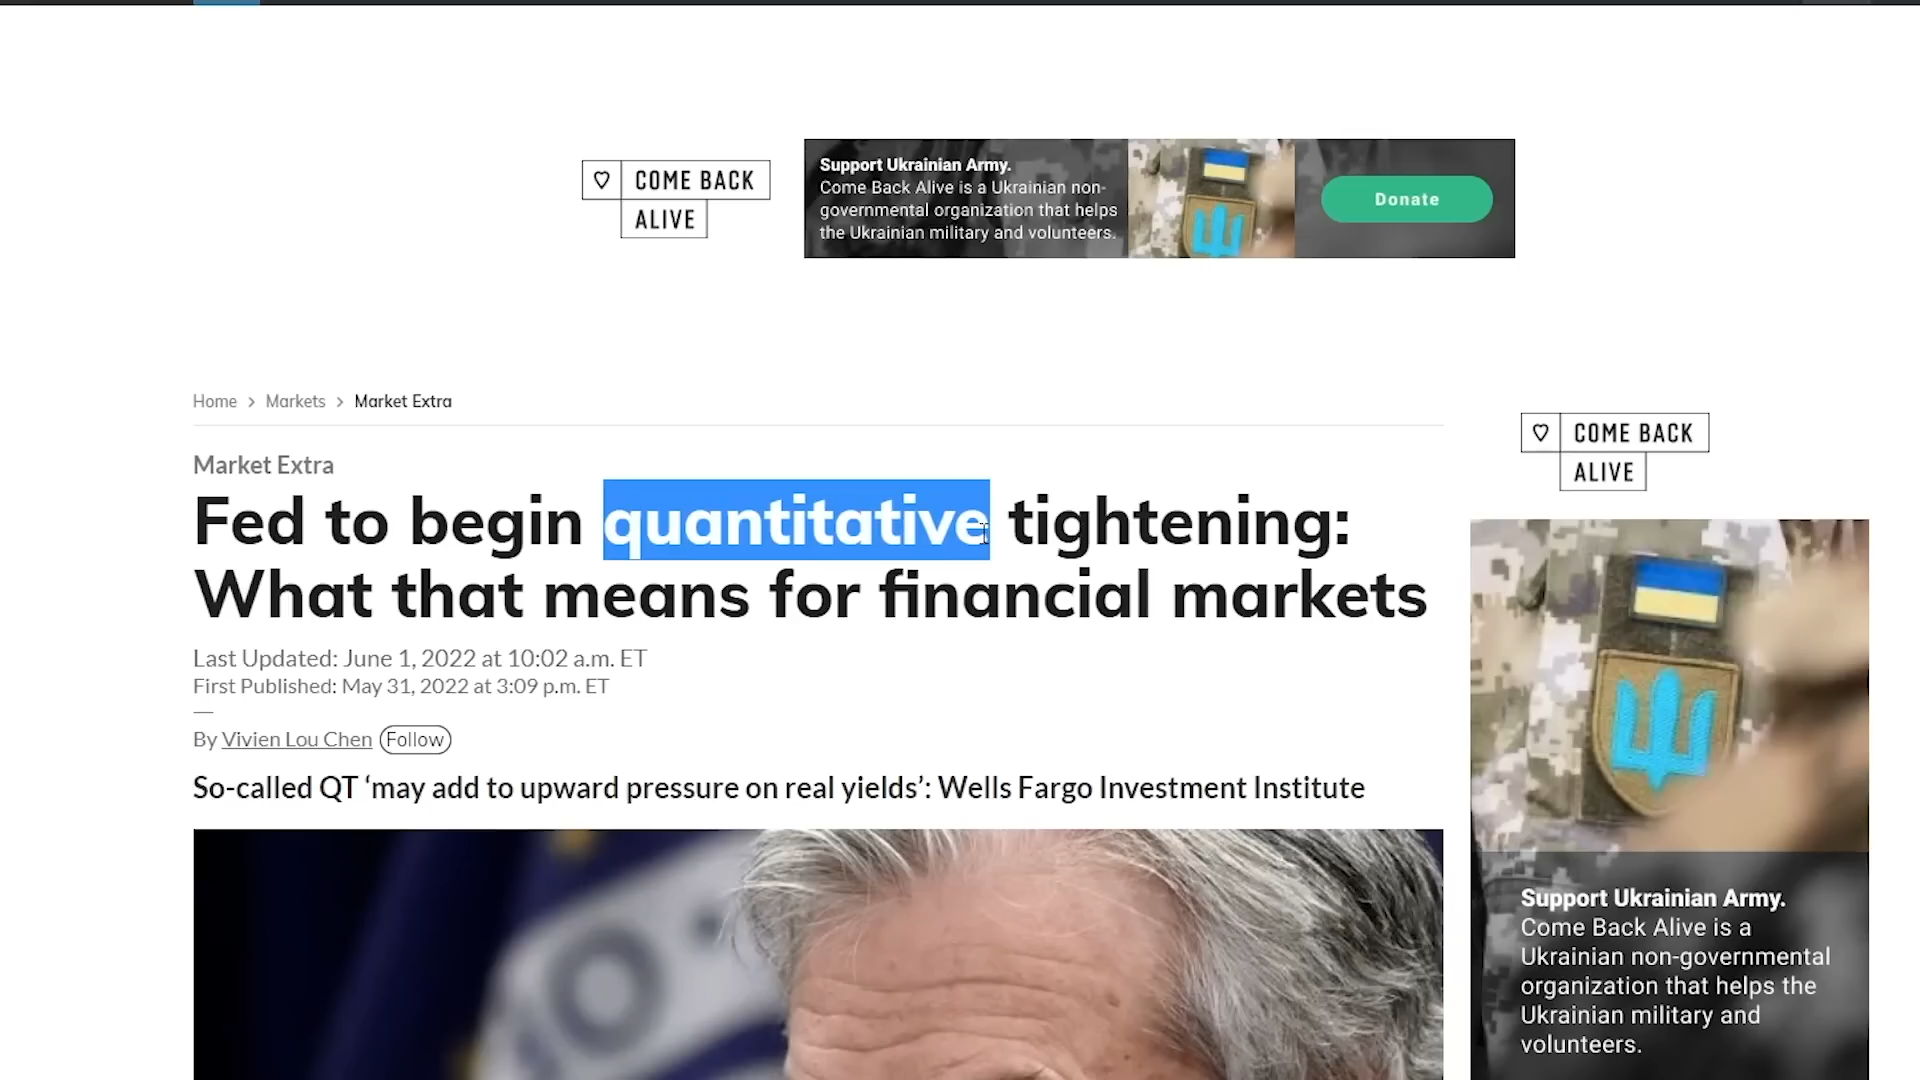 COME BACK
ALIVE
Support Ukrainian Army.
Come Back Alive is a Ukrainian non-
governmental organization that helps
the Ukrainian military and volunteers.
Donate
Home > Markets > Market Extra
Market Extra
Fed to begin quantitative tightening:
What that means for financial markets
Last Updated: June 1, 2022 at 10:02 a.m. ET
First Published: May 31, 2022 at 3:09 p.m. ET
By Vivien Lou Chen Follow
So-called QT ‘may add to upward pressure on real yields’: Wells Fargo Investment Institute
COME BACK
ALIVE
Support Ukrainian Army.
Come Back Alive is a
Ukrainian non-governmental
organization that helps the
Ukrainian military and
volunteers.